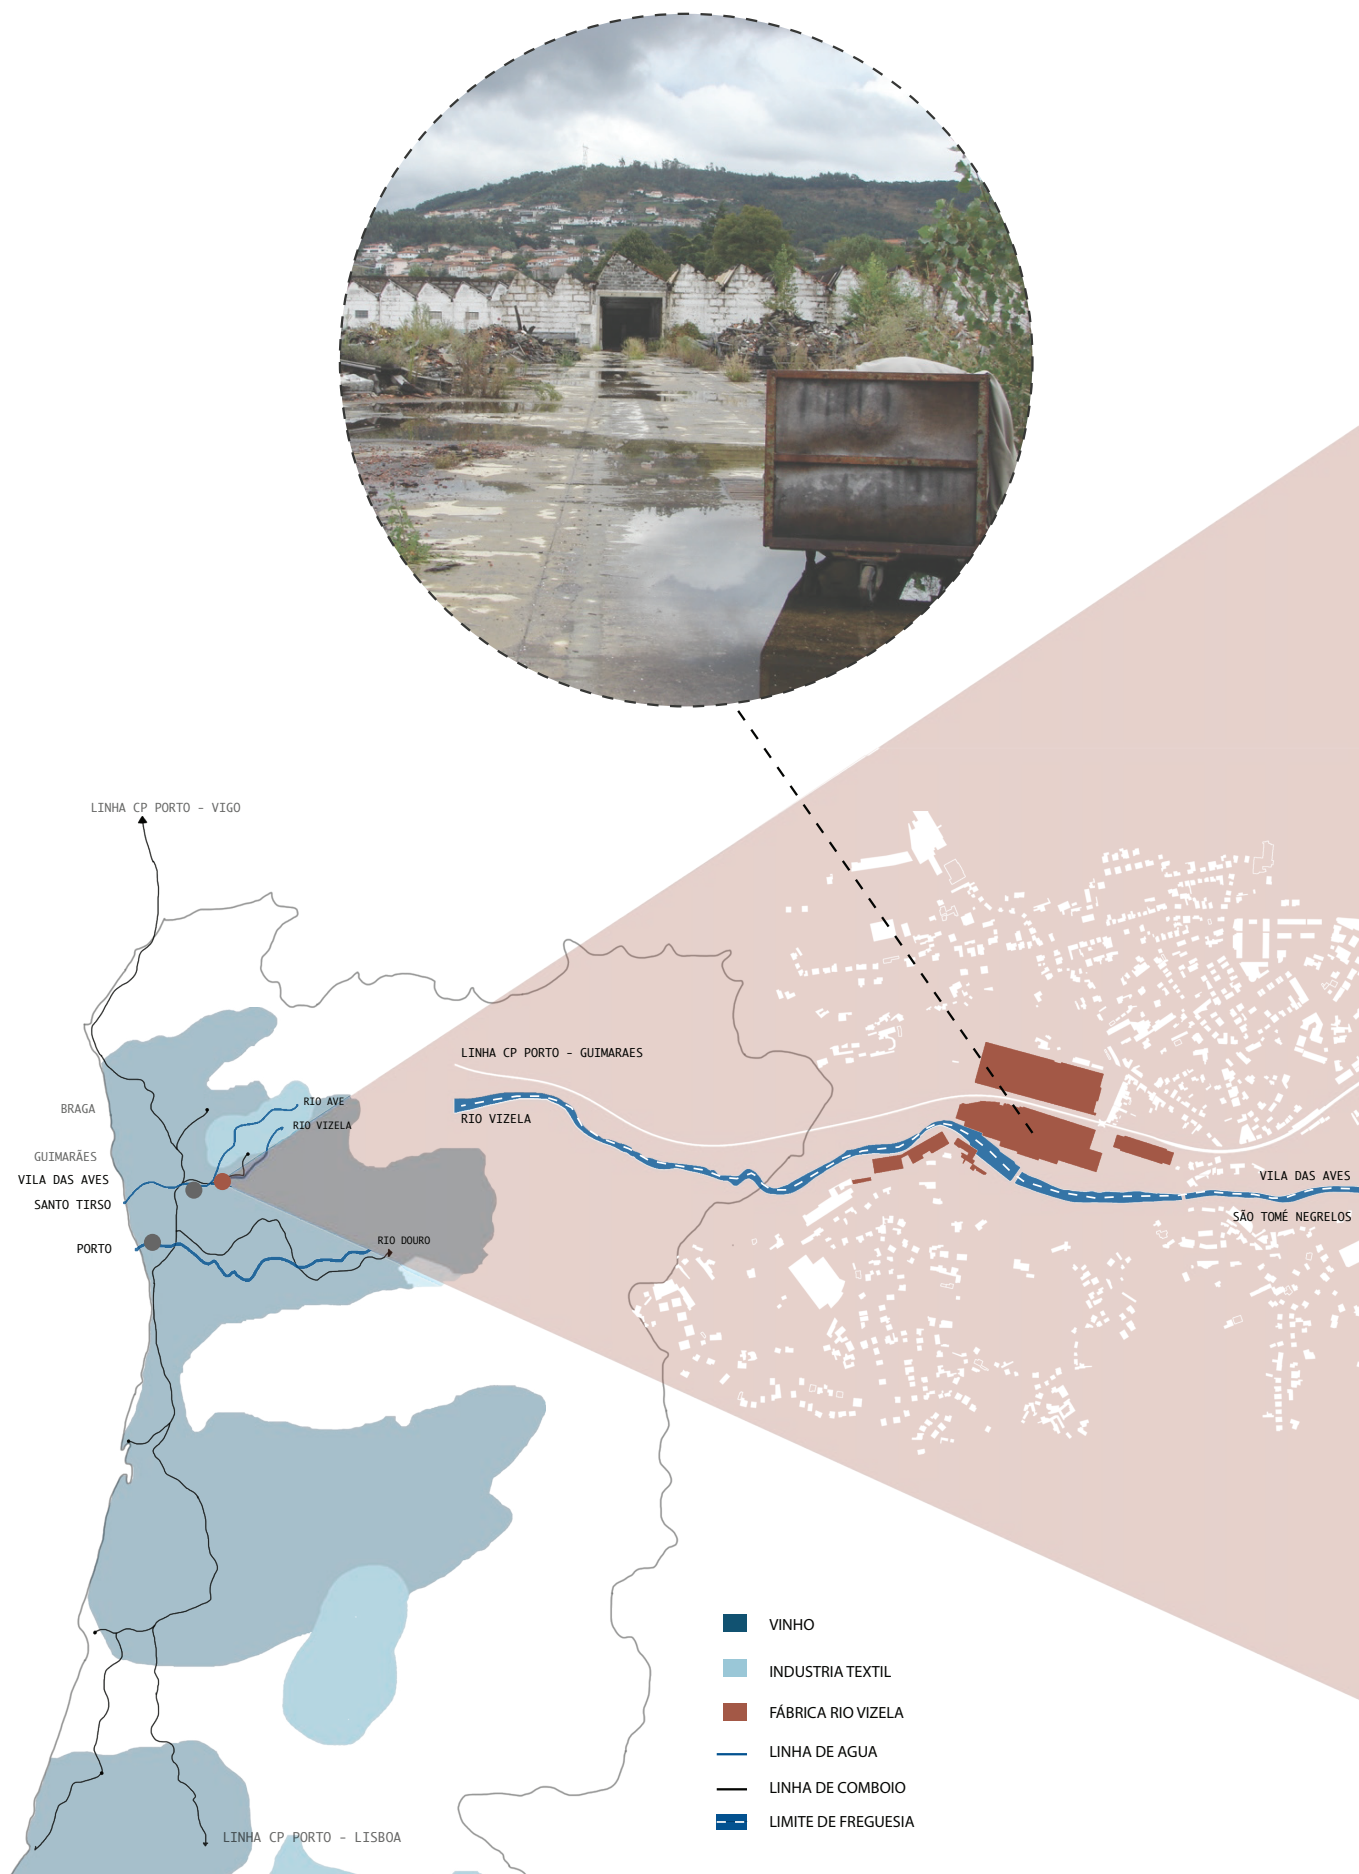 LINHA CP PORTO - VIGO
LINHA CP PORTO - GUIMARAES
RIO VIZELA
BRAGA
RIO AVE
RIO VIZELA
GUIMARÃES
VILA DAS AVES
SANTO TIRSO
PORTO
RIO DOURO
VILA DAS AVES
SÃO TOMÉ NEGRELOS
VINHO
INDUSTRIA TEXTIL
FÁBRICA RIO VIZELA
LINHA DE AGUA
LINHA DE COMBOIO
LIMITE DE FREGUESIA
LINHA CP PORTO - LISBOA